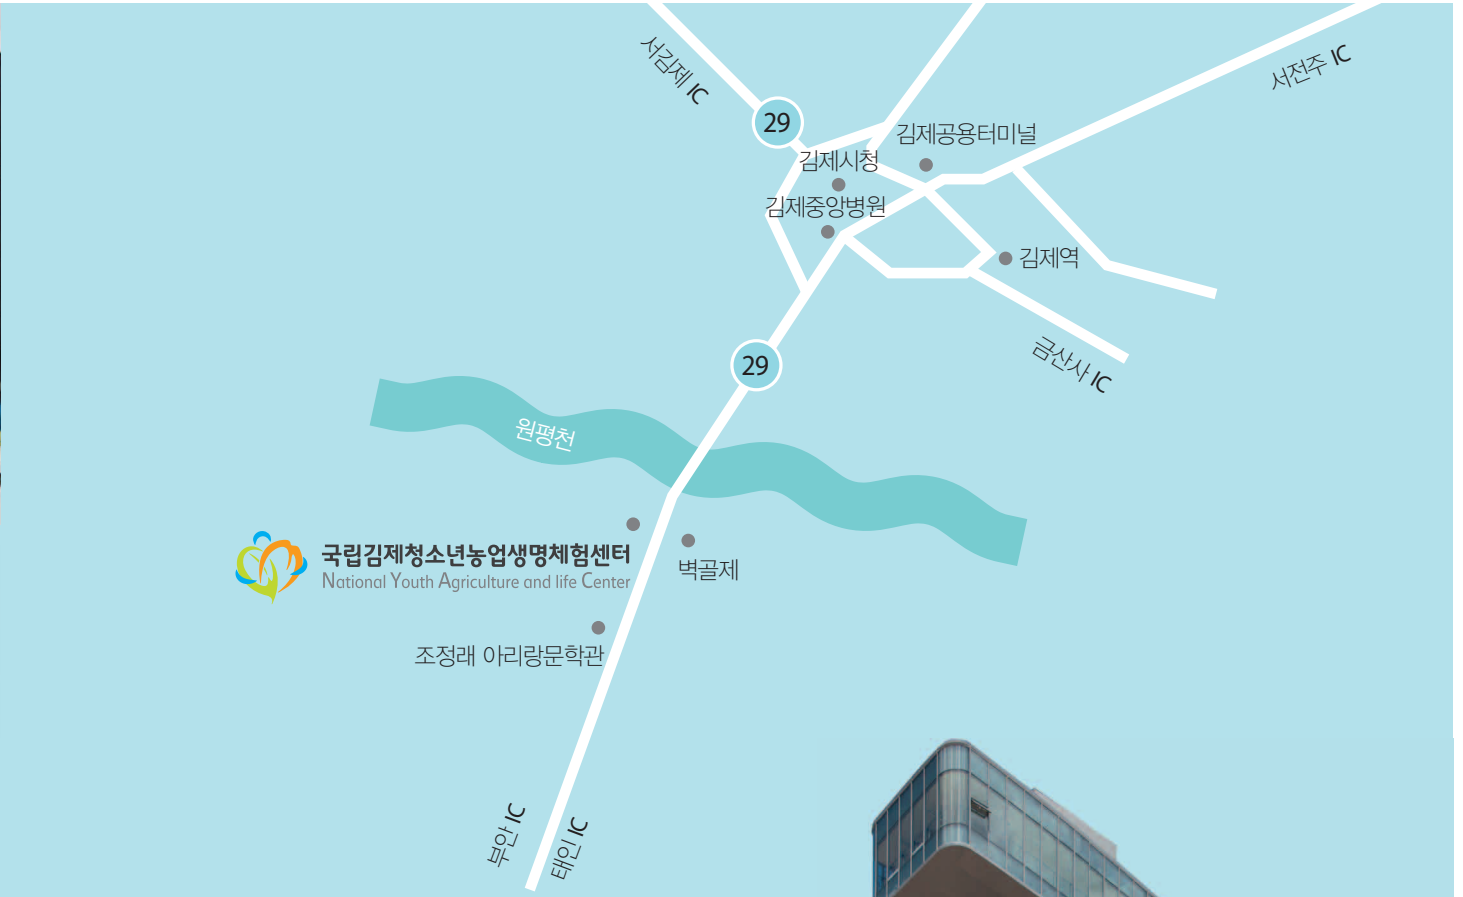 서김제 IC
서전주 IC
29
김제공용터미널
김제시청
김제중앙병원
김제역
금산사 IC
29
원평천
국립김제청소년농업생명체험센터
National Youth Agriculture and life Center
벽골제
조정래 아리랑문학관
부안 IC
태인 IC